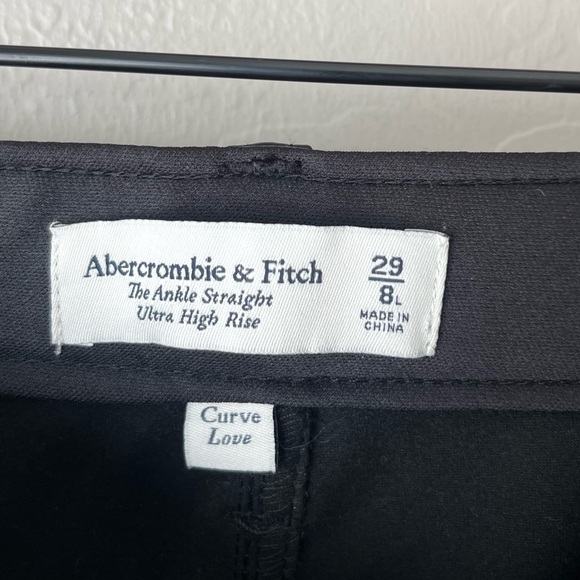 Abercrombie & Fitch
The Ankle Straight
Ultra High Rise
29
8L
MADE IN
CHINA
Curve
Love